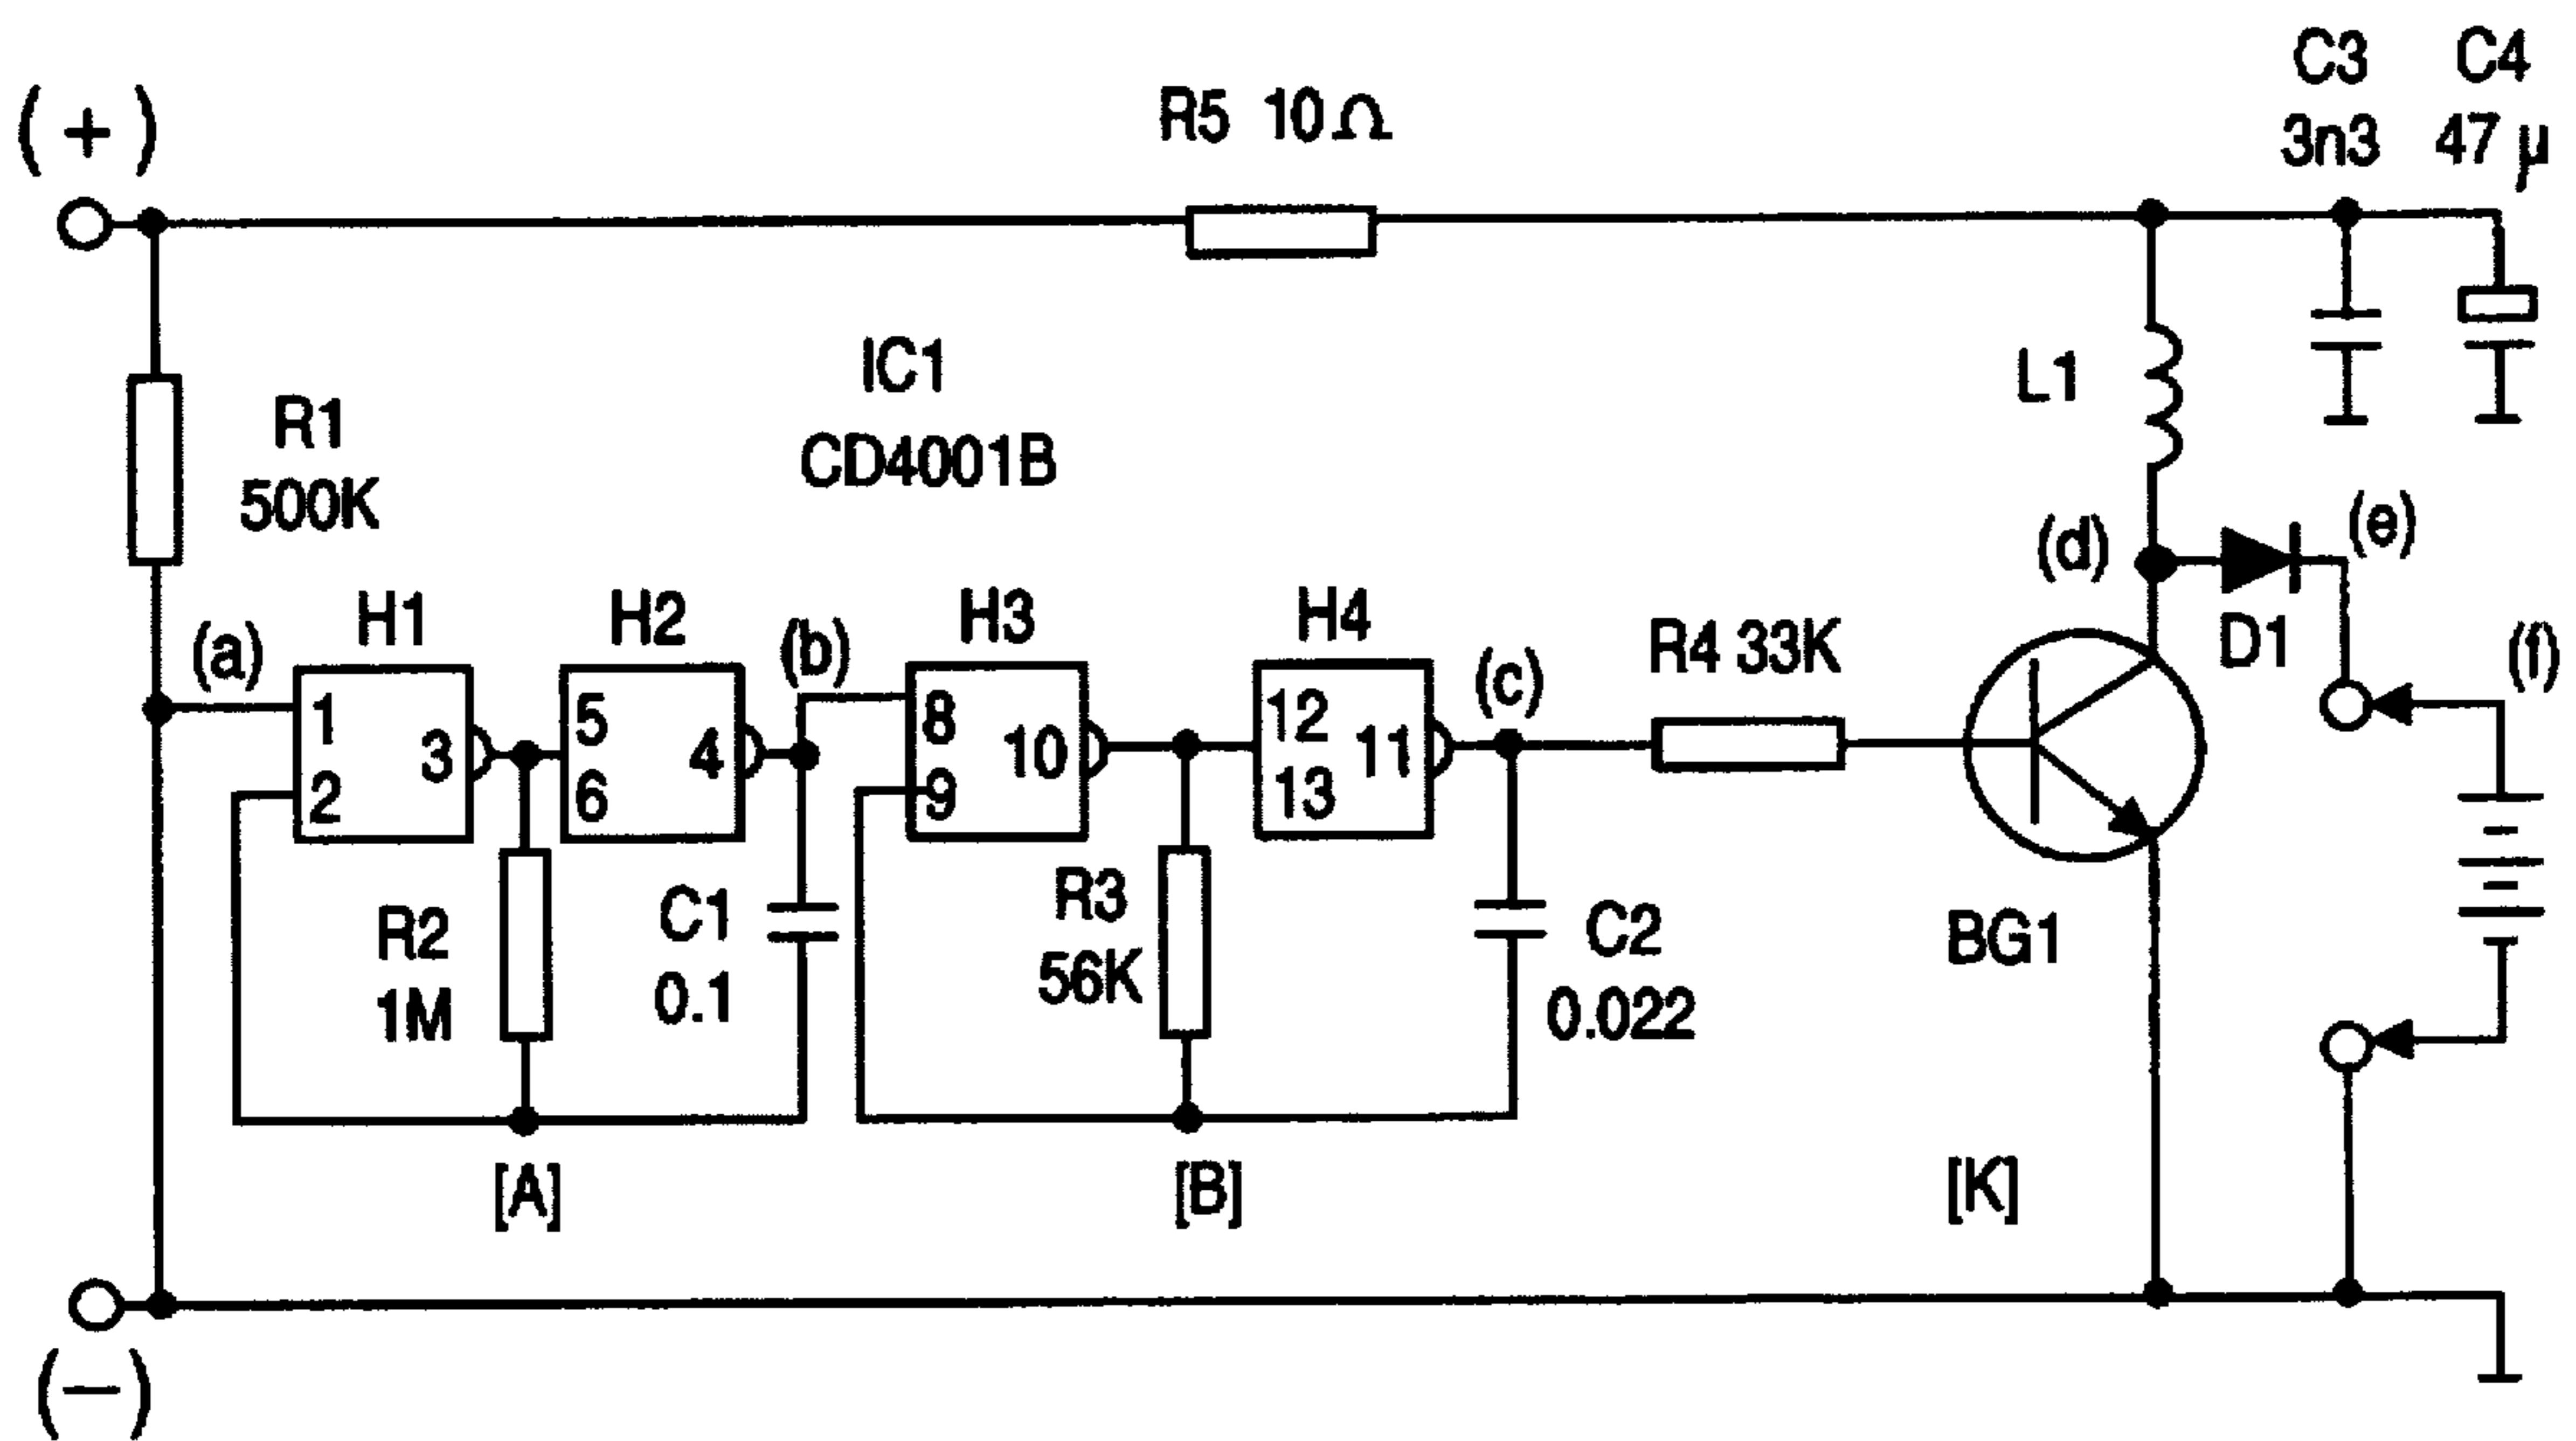 C3 C4
3n3 47 μ
( + )
R5 10 Ω
IC1
CD4001B
R1
500K
L1
(d) (e)
D1
(a) H1 H2 (b) H3 H4 (c) R4 33K (f)
1 5 8 12
3 4 10 11
2 6 9 13
R2
1M
C1
0.1
R3
56K
C2
0.022
BG1
[A] [B] [K]
(—)